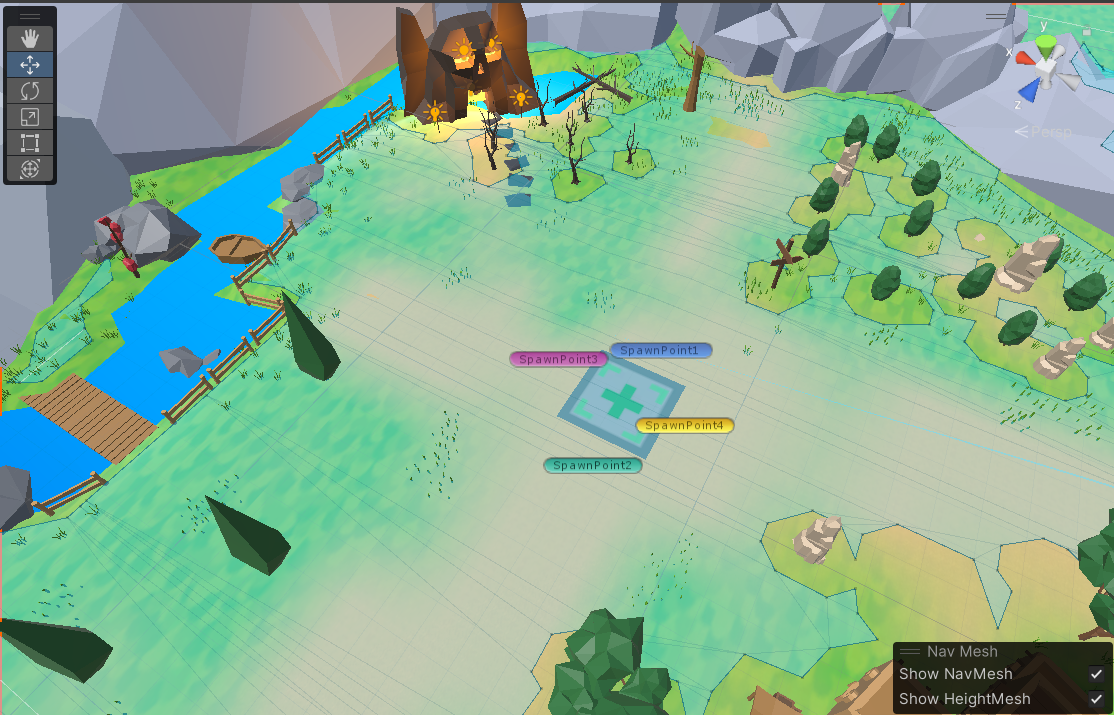 y
x
z
Persp
SpawnPoint1
SpawnPoint3
SpawnPoint4
SpawnPoint2
Nav Mesh
Show NavMesh
Show HeightMesh